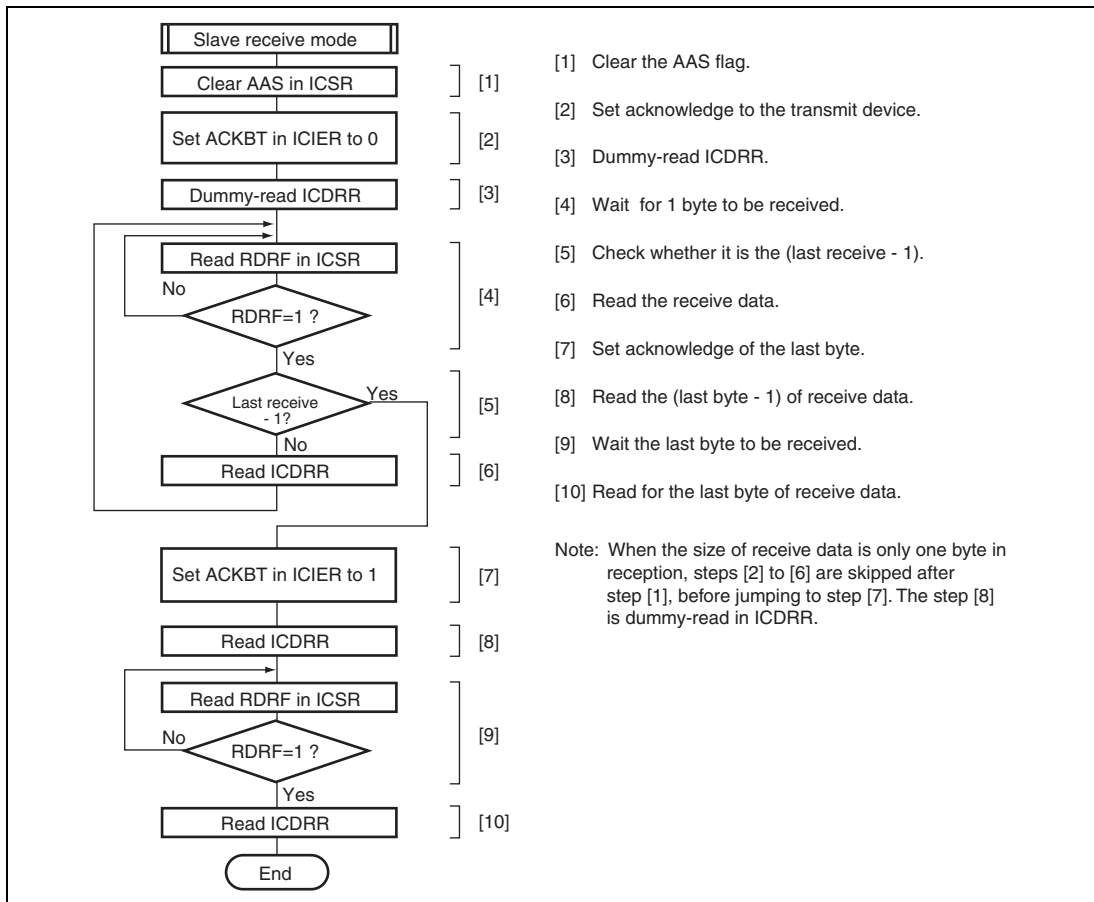 Slave receive mode
Clear AAS in ICSR
[1]
Set ACKBT in ICIER to 0
[2]
Dummy-read ICDRR
[3]
Read RDRF in ICSR
No
RDRF=1 ?
[4]
Yes
Last receive
- 1?
Yes
[5]
No
Read ICDRR
[6]
Set ACKBT in ICIER to 1
[7]
Read ICDRR
[8]
Read RDRF in ICSR
No
RDRF=1 ?
[9]
Yes
Read ICDRR
[10]
End
[1] Clear the AAS flag.
[2] Set acknowledge to the transmit device.
[3] Dummy-read ICDRR.
[4] Wait for 1 byte to be received.
[5] Check whether it is the (last receive - 1).
[6] Read the receive data.
[7] Set acknowledge of the last byte.
[8] Read the (last byte - 1) of receive data.
[9] Wait the last byte to be received.
[10] Read for the last byte of receive data.
Note: When the size of receive data is only one byte in
reception, steps [2] to [6] are skipped after
step [1], before jumping to step [7]. The step [8]
is dummy-read in ICDRR.